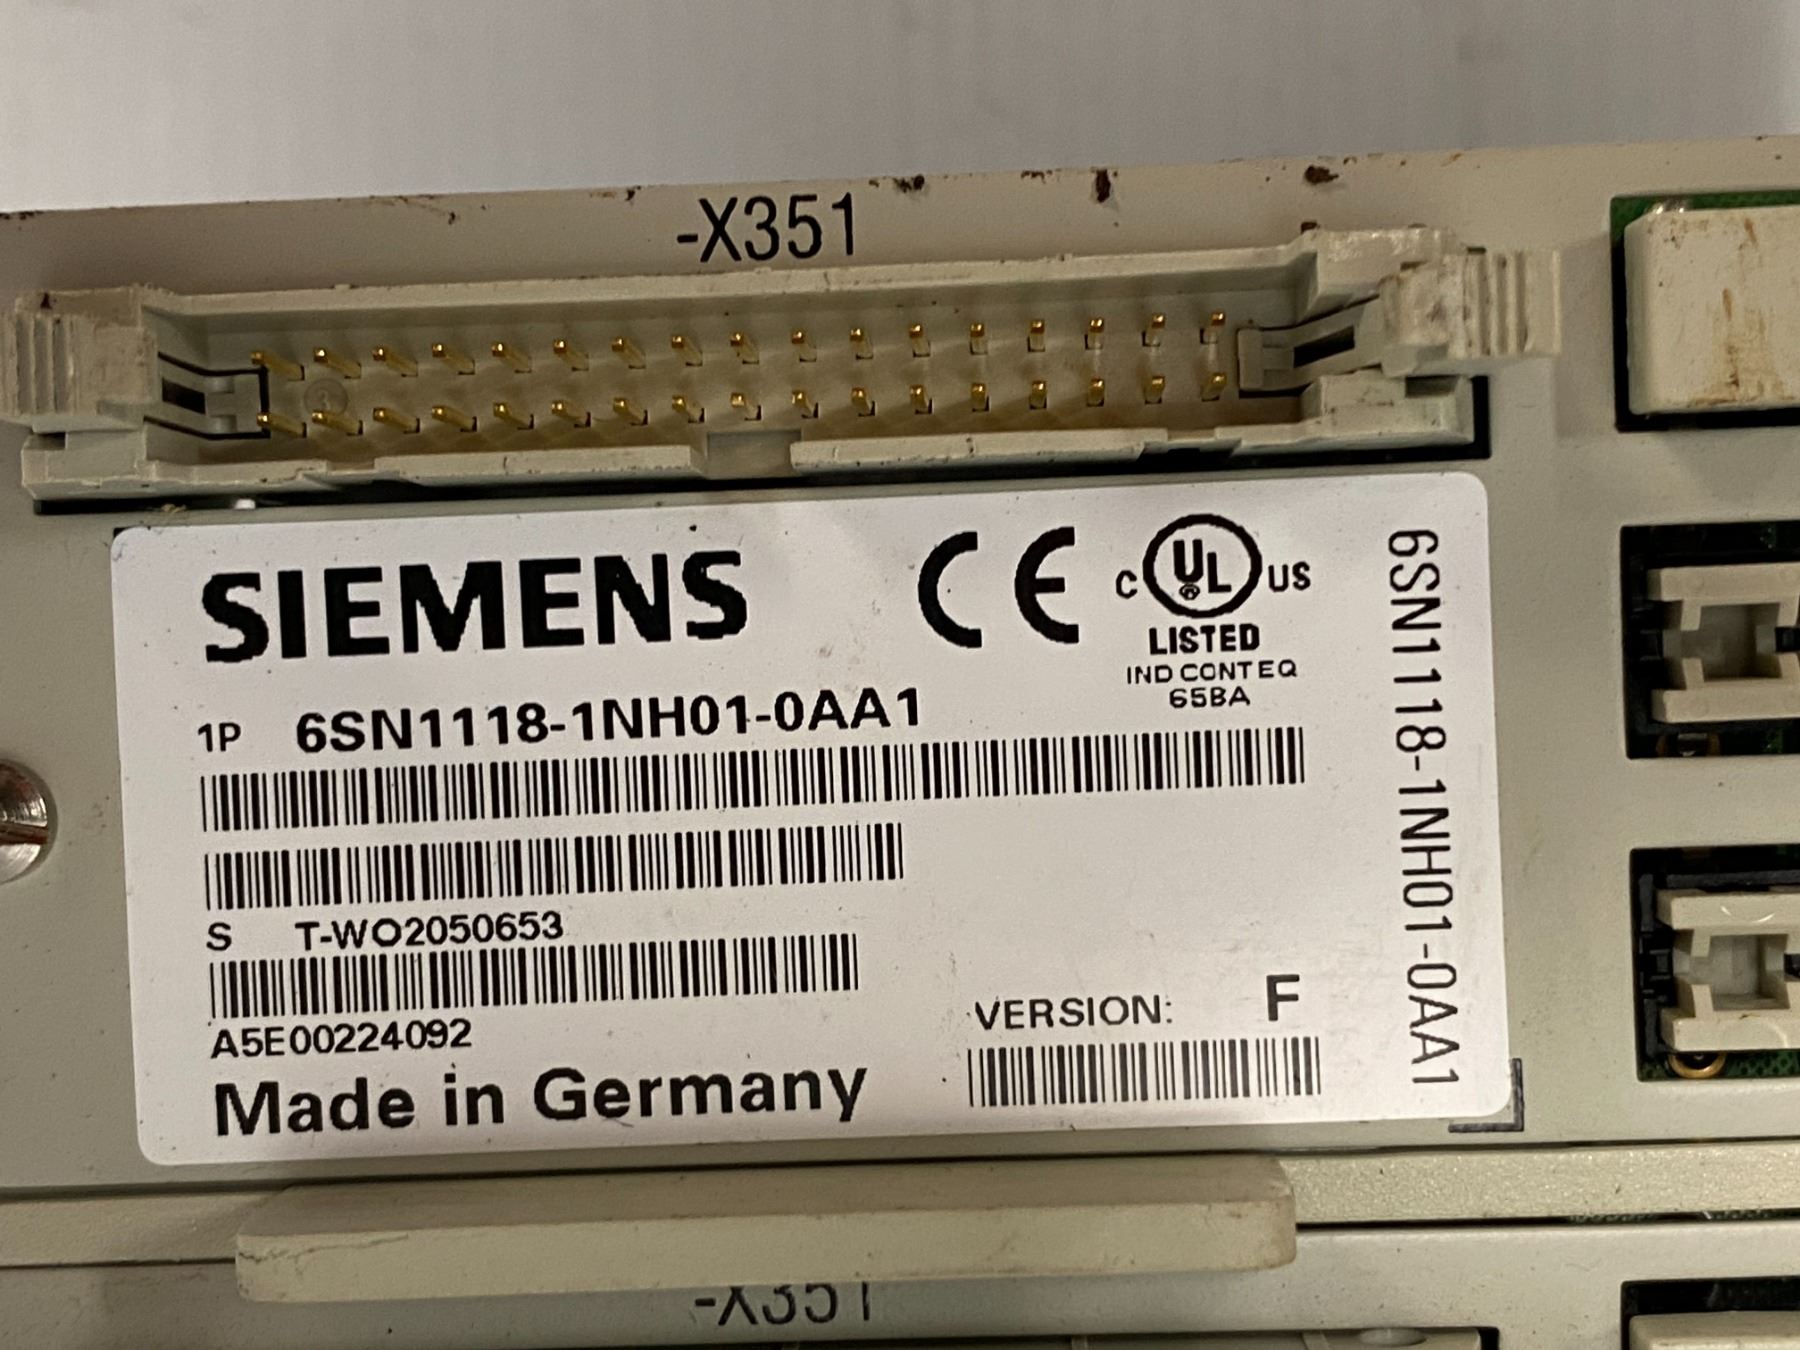 -X351
SIEMENS
CE
C UL US
LISTED
IND CONT EQ
65BA
1P 6SN1118-1NH01-0AA1
S T-WO2050653
A5E00224092
VERSION: F
Made in Germany
6SN1118-1NH01-0AA1
-X351